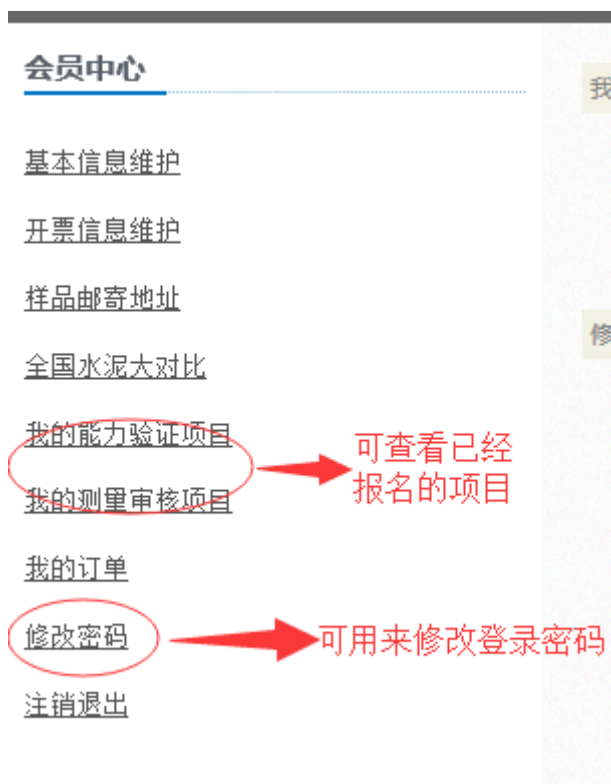 会员中心
我
基本信息维护
开票信息维护
样品邮寄地址
修
全国水泥大对比
我的能力验证项目
可查看已经
报名的项目
我的测量审核项目
我的订单
修改密码
可用来修改登录密码
注销退出